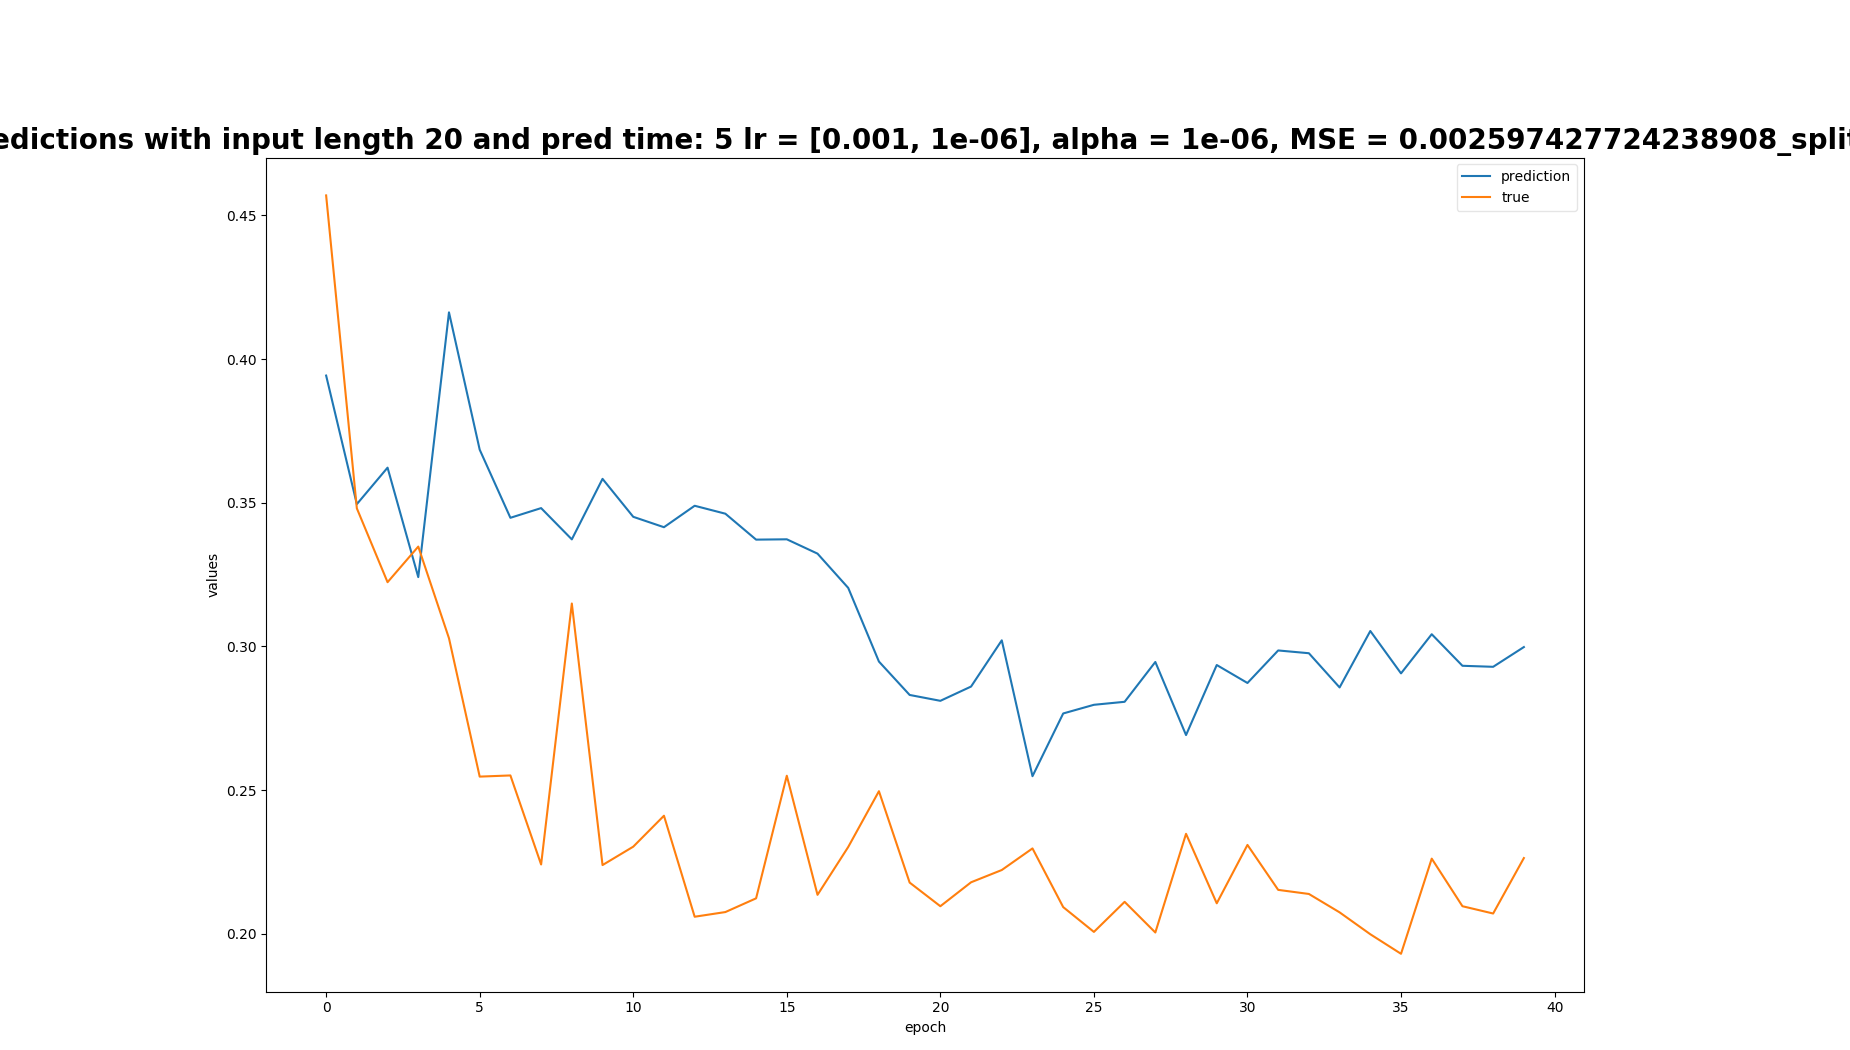 edictions with input length 20 and pred time: 5 lr = [0.001, 1e-06], alpha = 1e-06, MSE = 0.002597427724238908_split
prediction
true
0.45
0.40
0.35
0.30
0.25
0.20
values
0 5 10 15 20 25 30 35 40
epoch